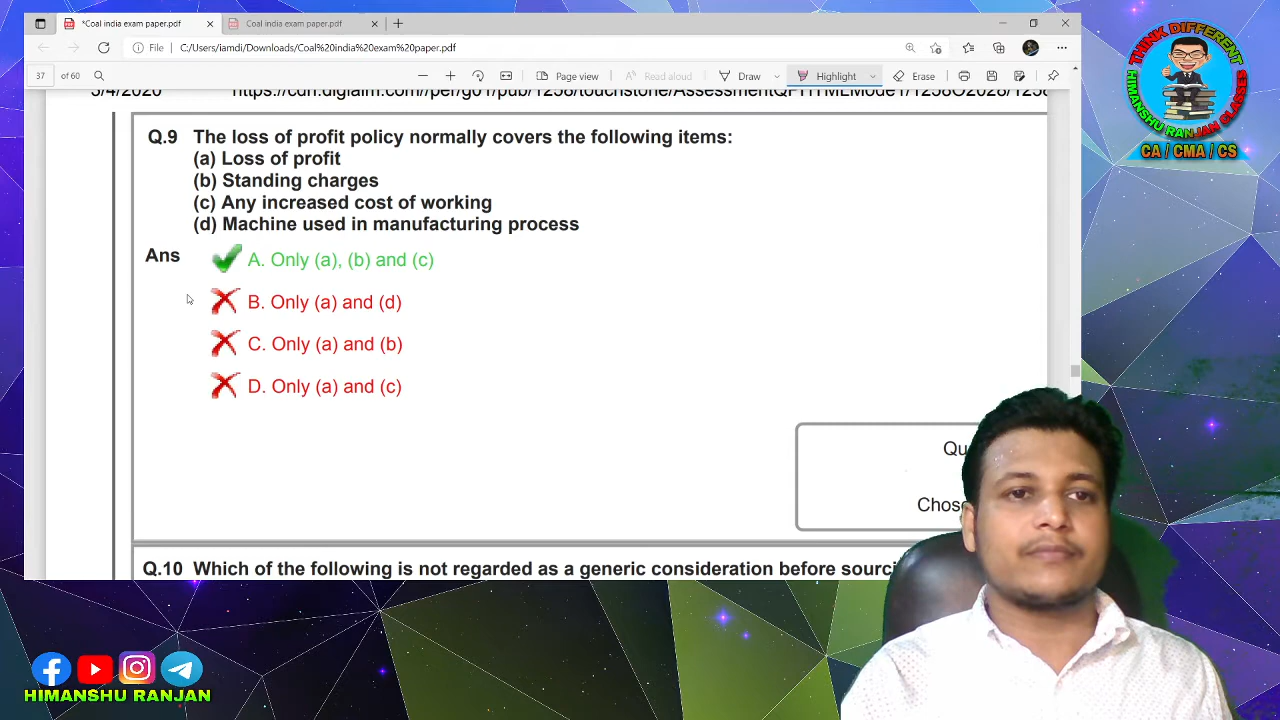 *Coal india exam paper.pdf
Coal india exam paper.pdf
File
C:/Users/iamdi/Downloads/Coal%20india%20exam%20paper.pdf
37 of 60
Page view
Read aloud
Draw
Highlight
Erase
3/4/2020
Q.9 The loss of profit policy normally covers the following items:
(a) Loss of profit
(b) Standing charges
(c) Any increased cost of working
(d) Machine used in manufacturing process
Ans
A. Only (a), (b) and (c)
B. Only (a) and (d)
C. Only (a) and (b)
D. Only (a) and (c)
Q.10 Which of the following is not regarded as a generic consideration before
THINK DIFFERENT
HIMANSHU RANJAN CLASSES
CA / CMA / CS
HIMANSHU RANJAN